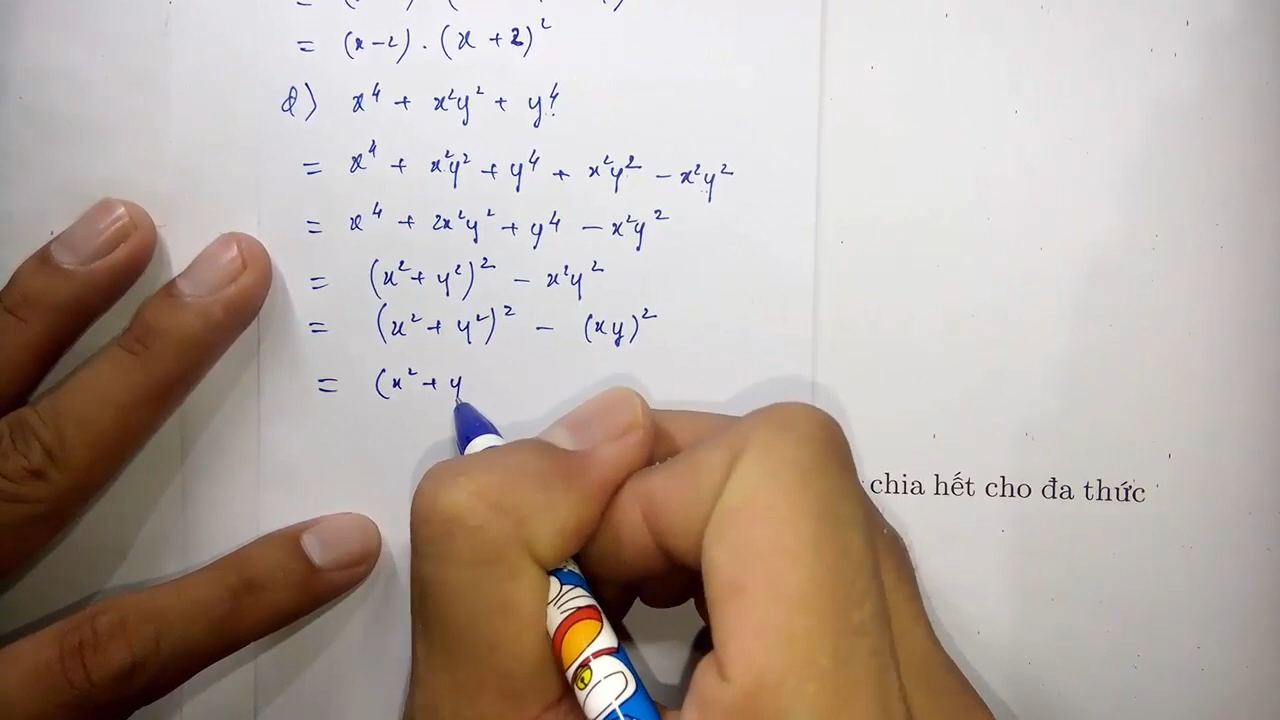 = (x-2) . (x + 2)²
d) x⁴ + x²y² + y⁴
= x⁴ + x²y² + y⁴ + x²y² - x²y²
= x⁴ + 2x²y² + y⁴ - x²y²
= (x² + y²)² - x²y²
= (x² + y²)² - (xy)²
= (x² + y
chia hết cho đa thức